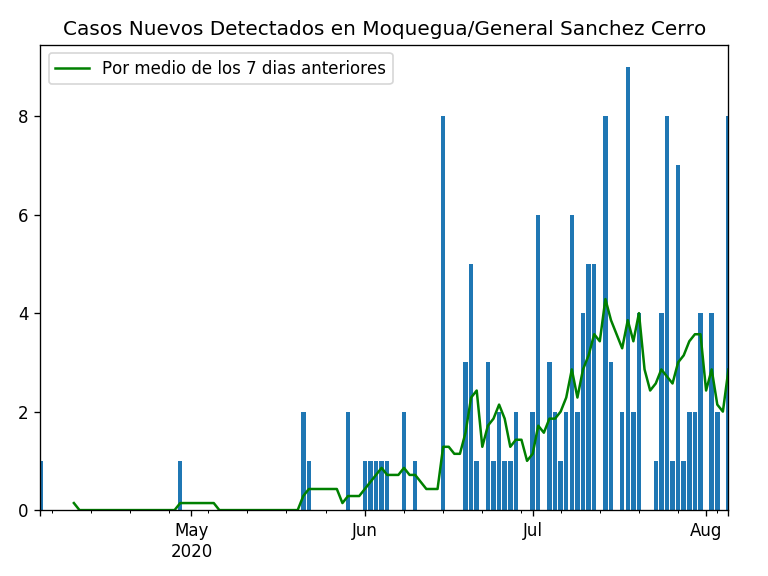 Casos Nuevos Detectados en Moquegua/General Sanchez Cerro
Por medio de los 7 dias anteriores
8
6
4
2
0
May Jun Jul Aug
2020